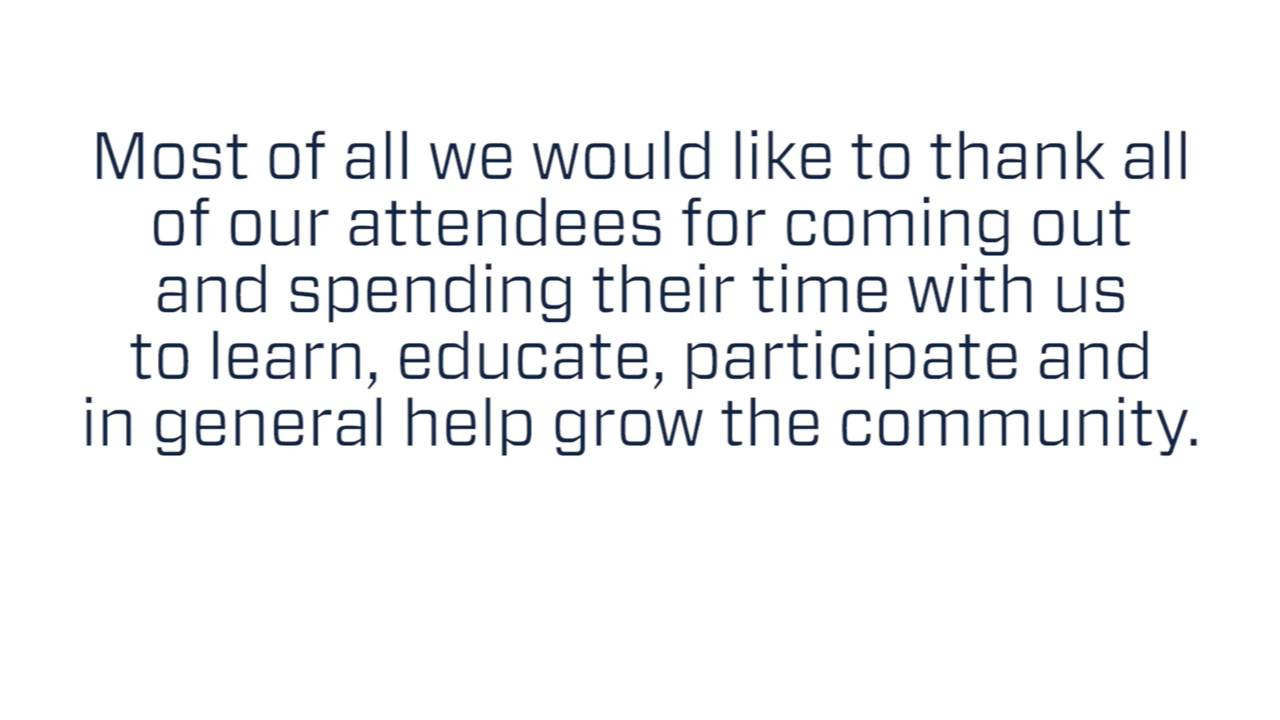 Most of all we would like to thank all
of our attendees for coming out
and spending their time with us
to learn, educate, participate and
in general help grow the community.